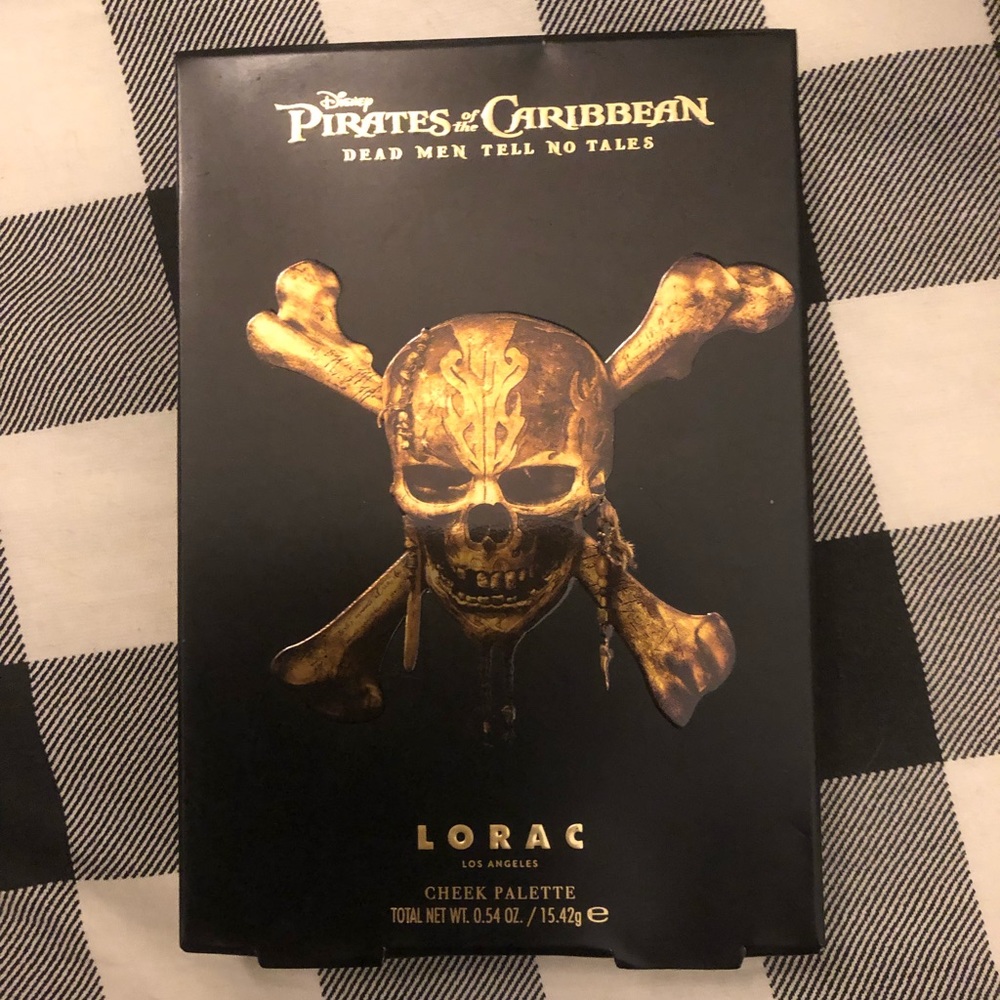 Disney
PIRATES of the CARIBBEAN
DEAD MEN TELL NO TALES
LORAC
LOS ANGELES
CHEEK PALETTE
TOTAL NET WT. 0.54 OZ. / 15.42g ℮